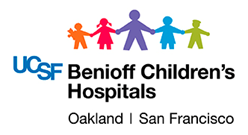 UCSF Benioff Children's
Hospitals
Oakland | San Francisco